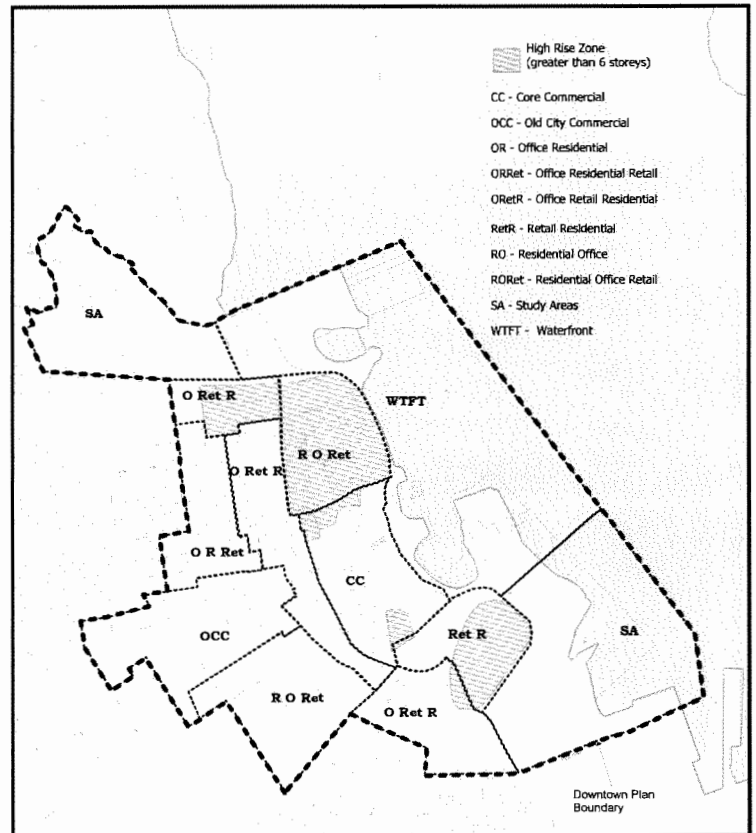 High Rise Zone
(greater than 6 storeys)
CC - Core Commercial
OCC - Old City Commercial
OR - Office Residential
ORRet - Office Residential Retail
ORetR - Office Retail Residential
RetR - Retail Residential
RO - Residential Office
RORet - Residential Office Retail
SA - Study Areas
WTFT - Waterfront
SA
O Ret R
WTFT
R O Ret
O Ret R
O R Ret
CC
OCC
Ret R
SA
R O Ret
O Ret R
Downtown Plan
Boundary